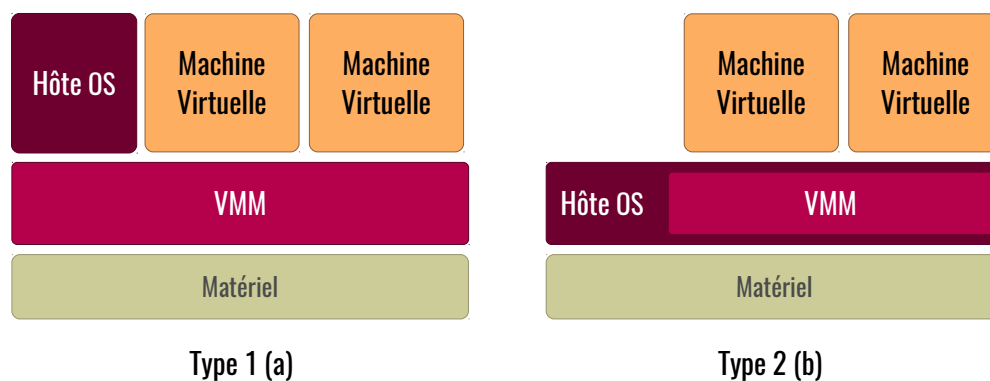 Hôte OS
Machine
Virtuelle
Machine
Virtuelle
VMM
Matériel
Type 1 (a)
Machine
Virtuelle
Machine
Virtuelle
Hôte OS
VMM
Matériel
Type 2 (b)